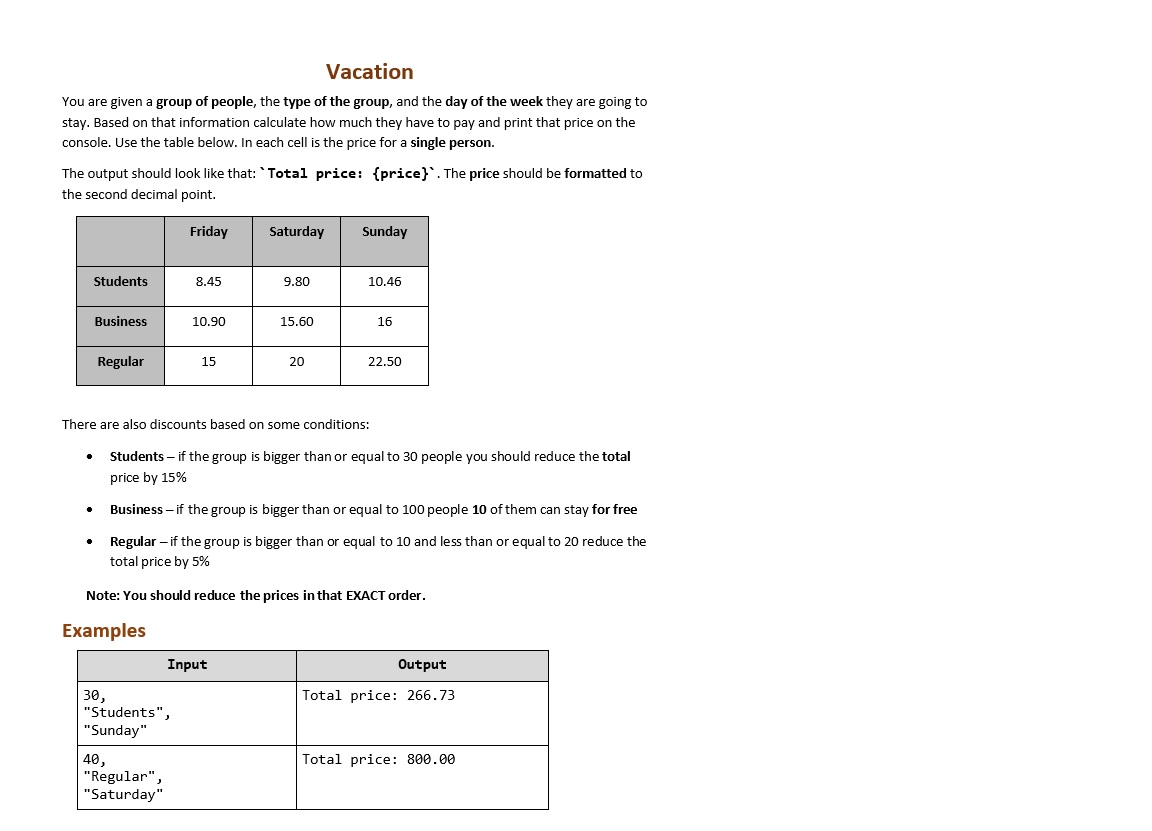 Vacation
You are given a group of people, the type of the group, and the day of the week they are going to
stay. Based on that information calculate how much they have to pay and print that price on the
console. Use the table below. In each cell is the price for a single person.
The output should look like that: `Total price: {price}`. The price should be formatted to
the second decimal point.
Friday Saturday Sunday
Students 8.45 9.80 10.46
Business 10.90 15.60 16
Regular 15 20 22.50
There are also discounts based on some conditions:
• Students – if the group is bigger than or equal to 30 people you should reduce the total
price by 15%
• Business – if the group is bigger than or equal to 100 people 10 of them can stay for free
• Regular – if the group is bigger than or equal to 10 and less than or equal to 20 reduce the
total price by 5%
Note: You should reduce the prices in that EXACT order.
Examples
Input Output
30, Total price: 266.73
"Students",
"Sunday"
40, Total price: 800.00
"Regular",
"Saturday"